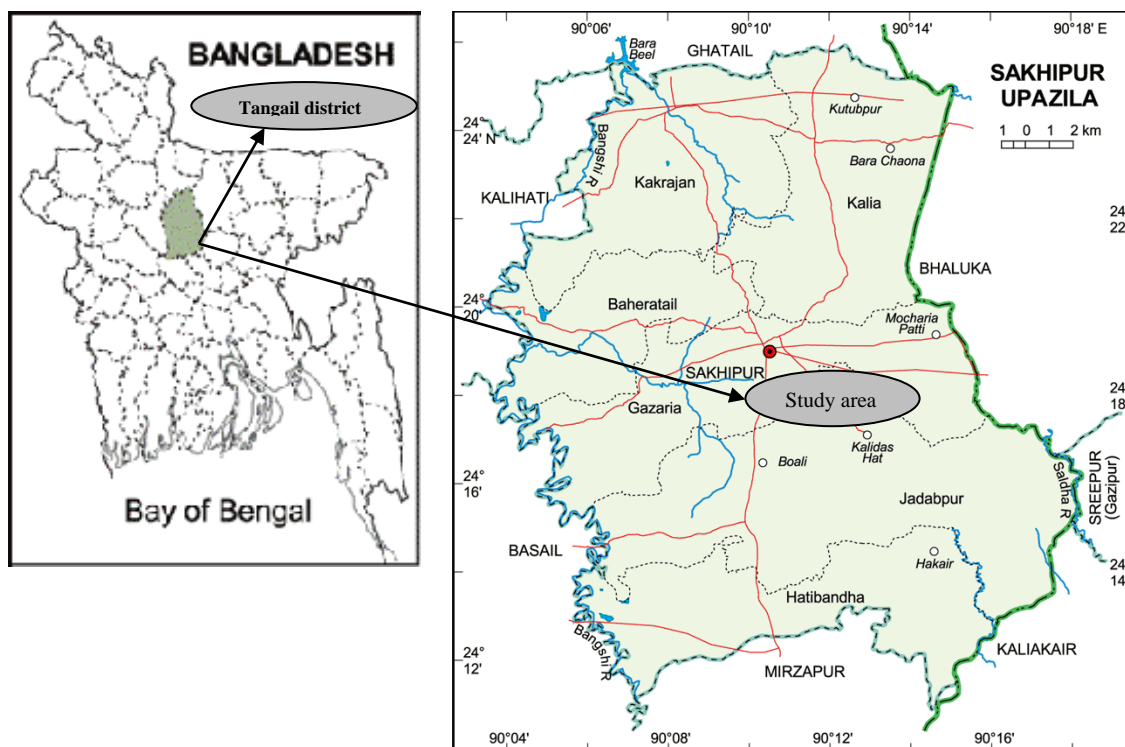 BANGLADESH
Tangail district
Bay of Bengal
90°06'
90°10'
90°14'
90°18' E
Bara
Beel
GHATAIL
SAKHIPUR
UPAZILA
1 0 1 2 km
Kutubpur
24°
24' N
Bangshi R
Bara Chaona
Kakrajan
KALIHATI
Kalia
24
22'
BHALUKA
Baheratail
24°
20'
Mocharia
Patti
SAKHIPUR
Study area
24
18'
Gazaria
Kalidas
Hat
Boali
24°
16'
Jadabpur
Saldha R
SREEPUR
(Gazipur)
BASAIL
Hakair
24
14'
Hatibandha
Bangshi R
KALIAKAIR
24°
12'
MIRZAPUR
90°04'
90°08'
90°12'
90°16'